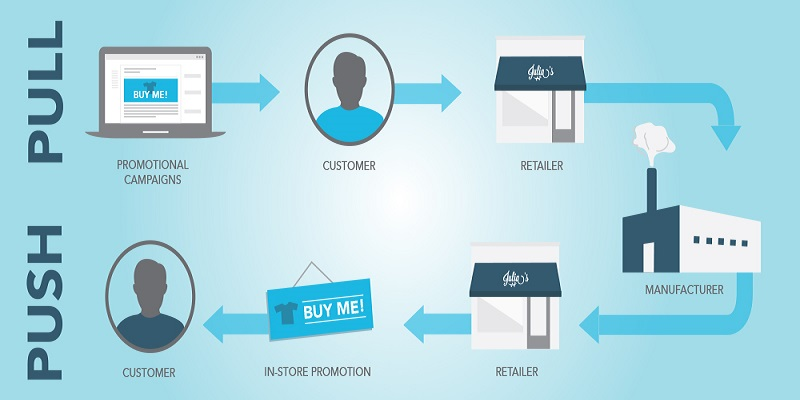 PULL
BUY ME!
PROMOTIONAL
CAMPAIGNS
CUSTOMER
Julia's
RETAILER
MANUFACTURER
PUSH
CUSTOMER
BUY ME!
IN-STORE PROMOTION
Julia's
RETAILER